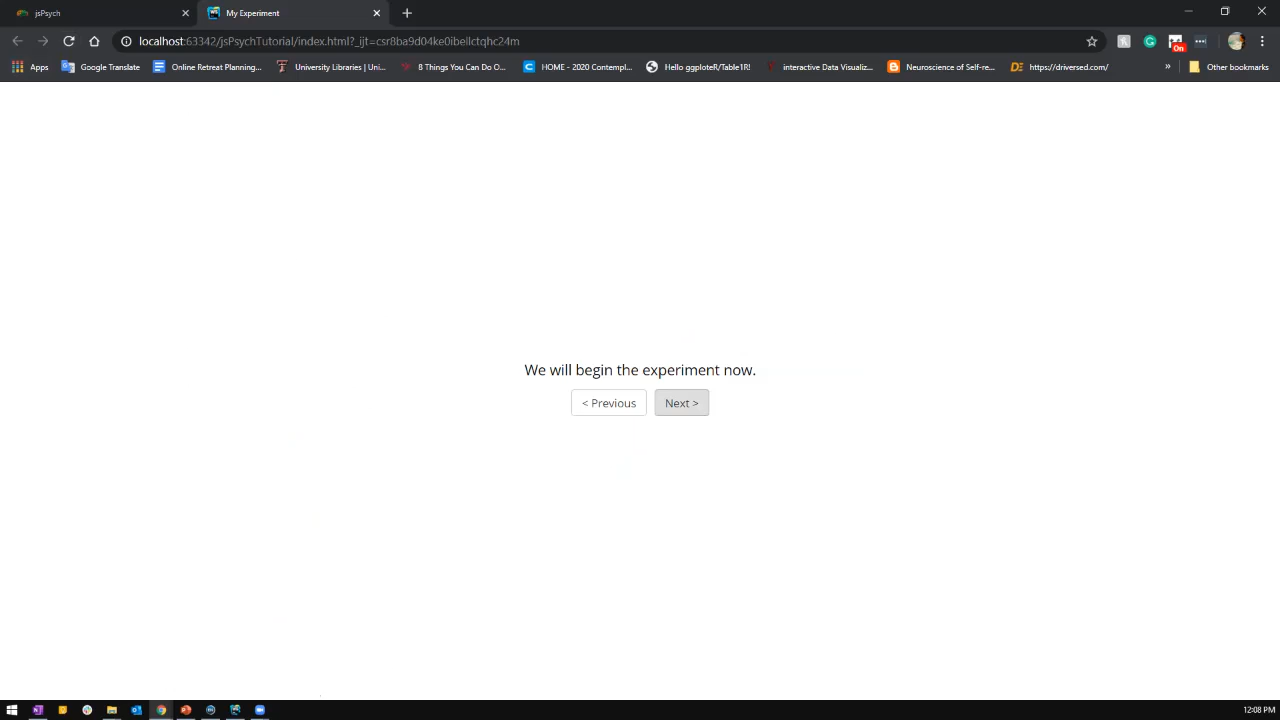 jsPsych
My Experiment
localhost:63342/jsPsychTutorial/index.html?_ijt=csr8ba9d04ke0ibellctqhc24m
On
Apps
Google Translate
Online Retreat Planning...
University Libraries | Uni...
8 Things You Can Do O...
HOME - 2020 Contempl...
Hello ggploteR/Table1R!
interactive Data Visualiz...
Neuroscience of Self-re...
https://driversed.com/
»
Other bookmarks
We will begin the experiment now.
< Previous
Next >
12:08 PM